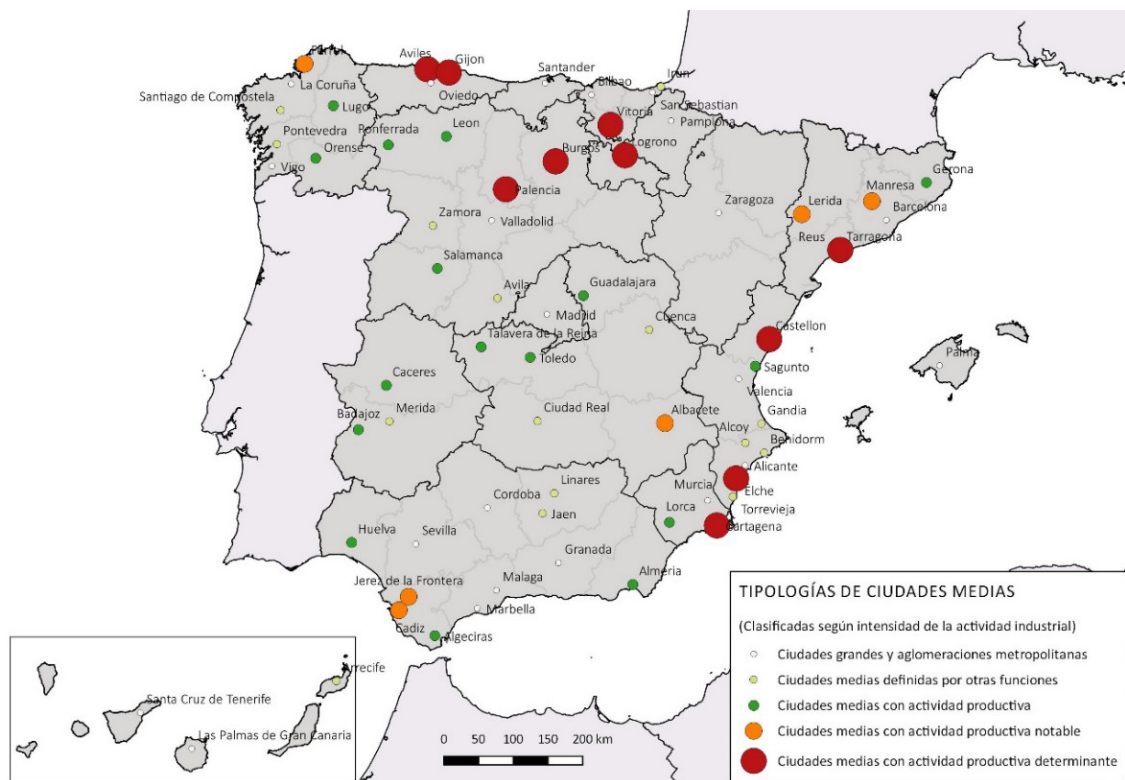 Ferrol
Aviles
Gijon
Santander
Bilbao
Irun
La Coruña
Oviedo
San Sebastian
Santiago de Compostela
Lugo
Vitoria
Pamplona
Pontevedra
Ponferrada
Leon
Logrono
Orense
Burgos
Vigo
Gerona
Palencia
Manresa
Zaragoza
Lerida
Barcelona
Zamora
Valladolid
Reus
Tarragona
Salamanca
Avila
Guadalajara
Madrid
Cuenca
Castellon
Talavera de la Reina
Toledo
Palma
Sagunto
Caceres
Valencia
Badajoz
Merida
Ciudad Real
Albacete
Gandia
Alcoy
Benidorm
Alicante
Linares
Elche
Cordoba
Murcia
Jaen
Lorca
Torrevieja
Cartagena
Huelva
Sevilla
Granada
Jerez de la Frontera
Malaga
Almeria
Marbella
Cadiz
Algeciras
Arrecife
Santa Cruz de Tenerife
Las Palmas de Gran Canaria
0 50 100 150 200 km
TIPOLOGÍAS DE CIUDADES MEDIAS
(Clasificadas según intensidad de la actividad industrial)
Ciudades grandes y aglomeraciones metropolitanas
Ciudades medias definidas por otras funciones
Ciudades medias con actividad productiva
Ciudades medias con actividad productiva notable
Ciudades medias con actividad productiva determinante